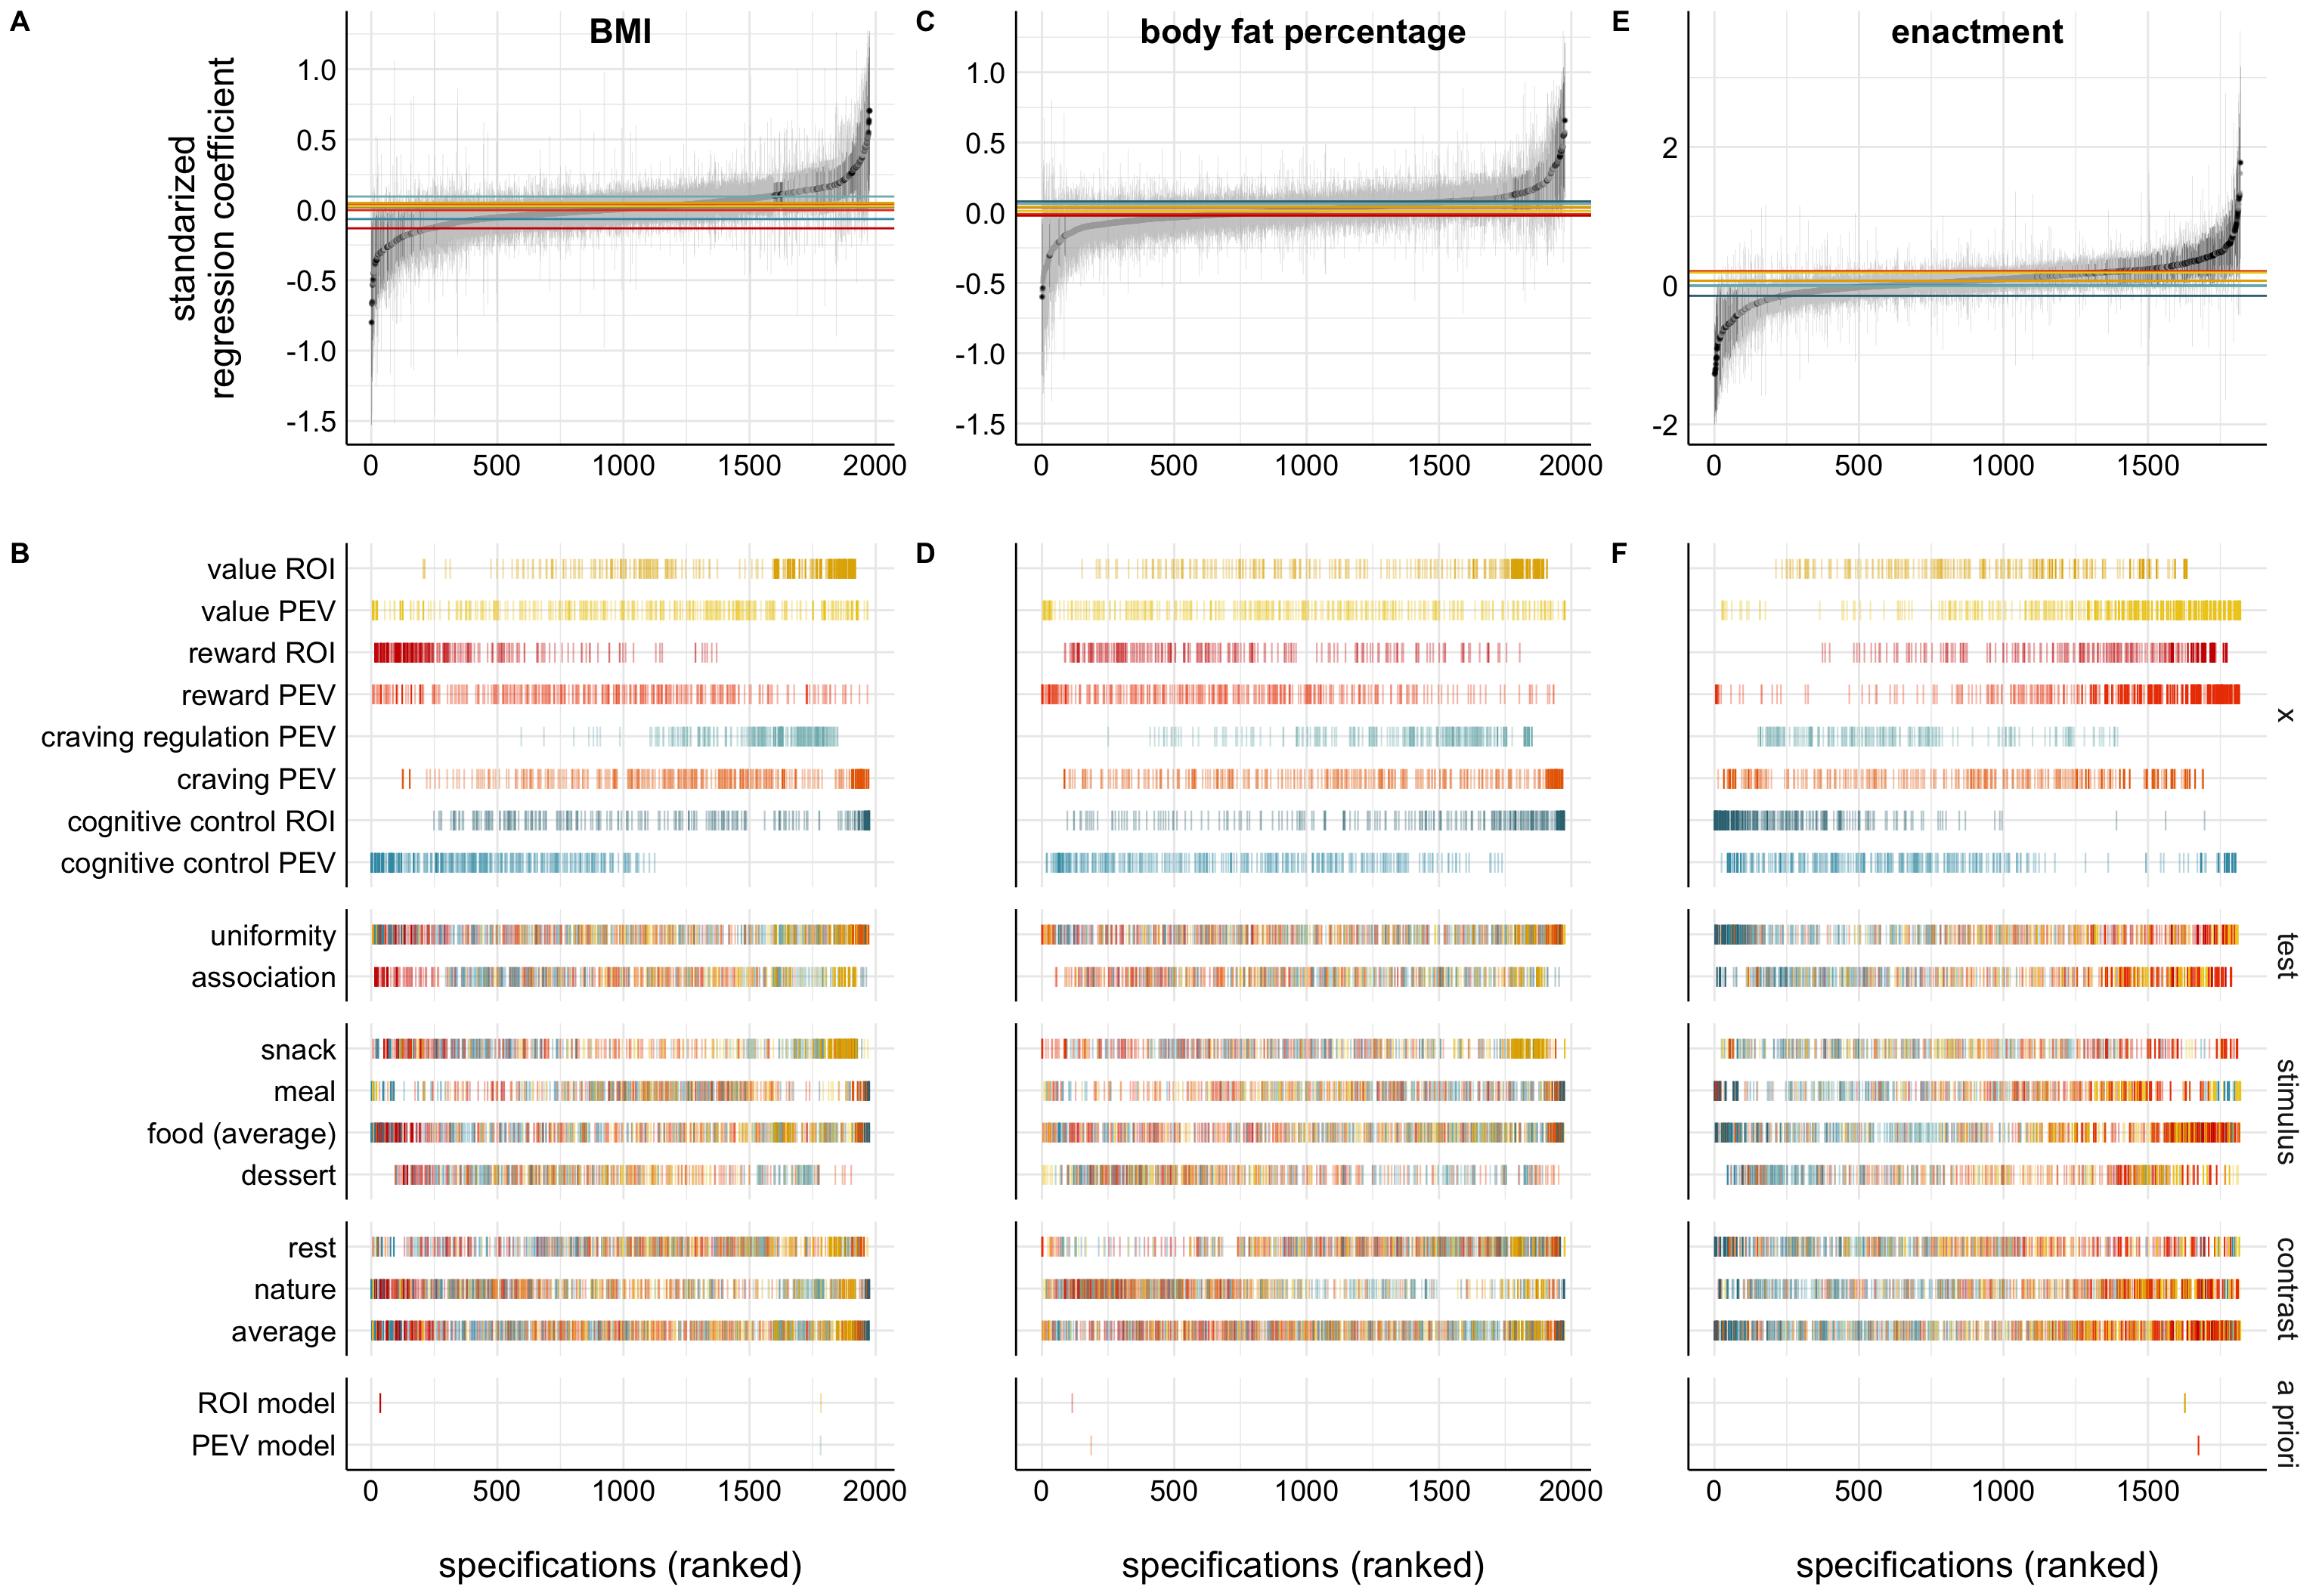 A
BMI
C
body fat percentage
E
enactment
standarized
regression coefficient
1.0
0.5
0.0
-0.5
-1.0
-1.5
0 500 1000 1500 2000
1.0
0.5
0.0
-0.5
-1.0
-1.5
0 500 1000 1500 2000
2
0
-2
0 500 1000 1500
B
D
F
value ROI
value PEV
reward ROI
reward PEV
craving regulation PEV
craving PEV
cognitive control ROI
cognitive control PEV
x
uniformity
association
test
snack
meal
food (average)
dessert
stimulus
rest
nature
average
contrast
ROI model
PEV model
a priori
0 500 1000 1500 2000
0 500 1000 1500 2000
0 500 1000 1500
specifications (ranked)
specifications (ranked)
specifications (ranked)